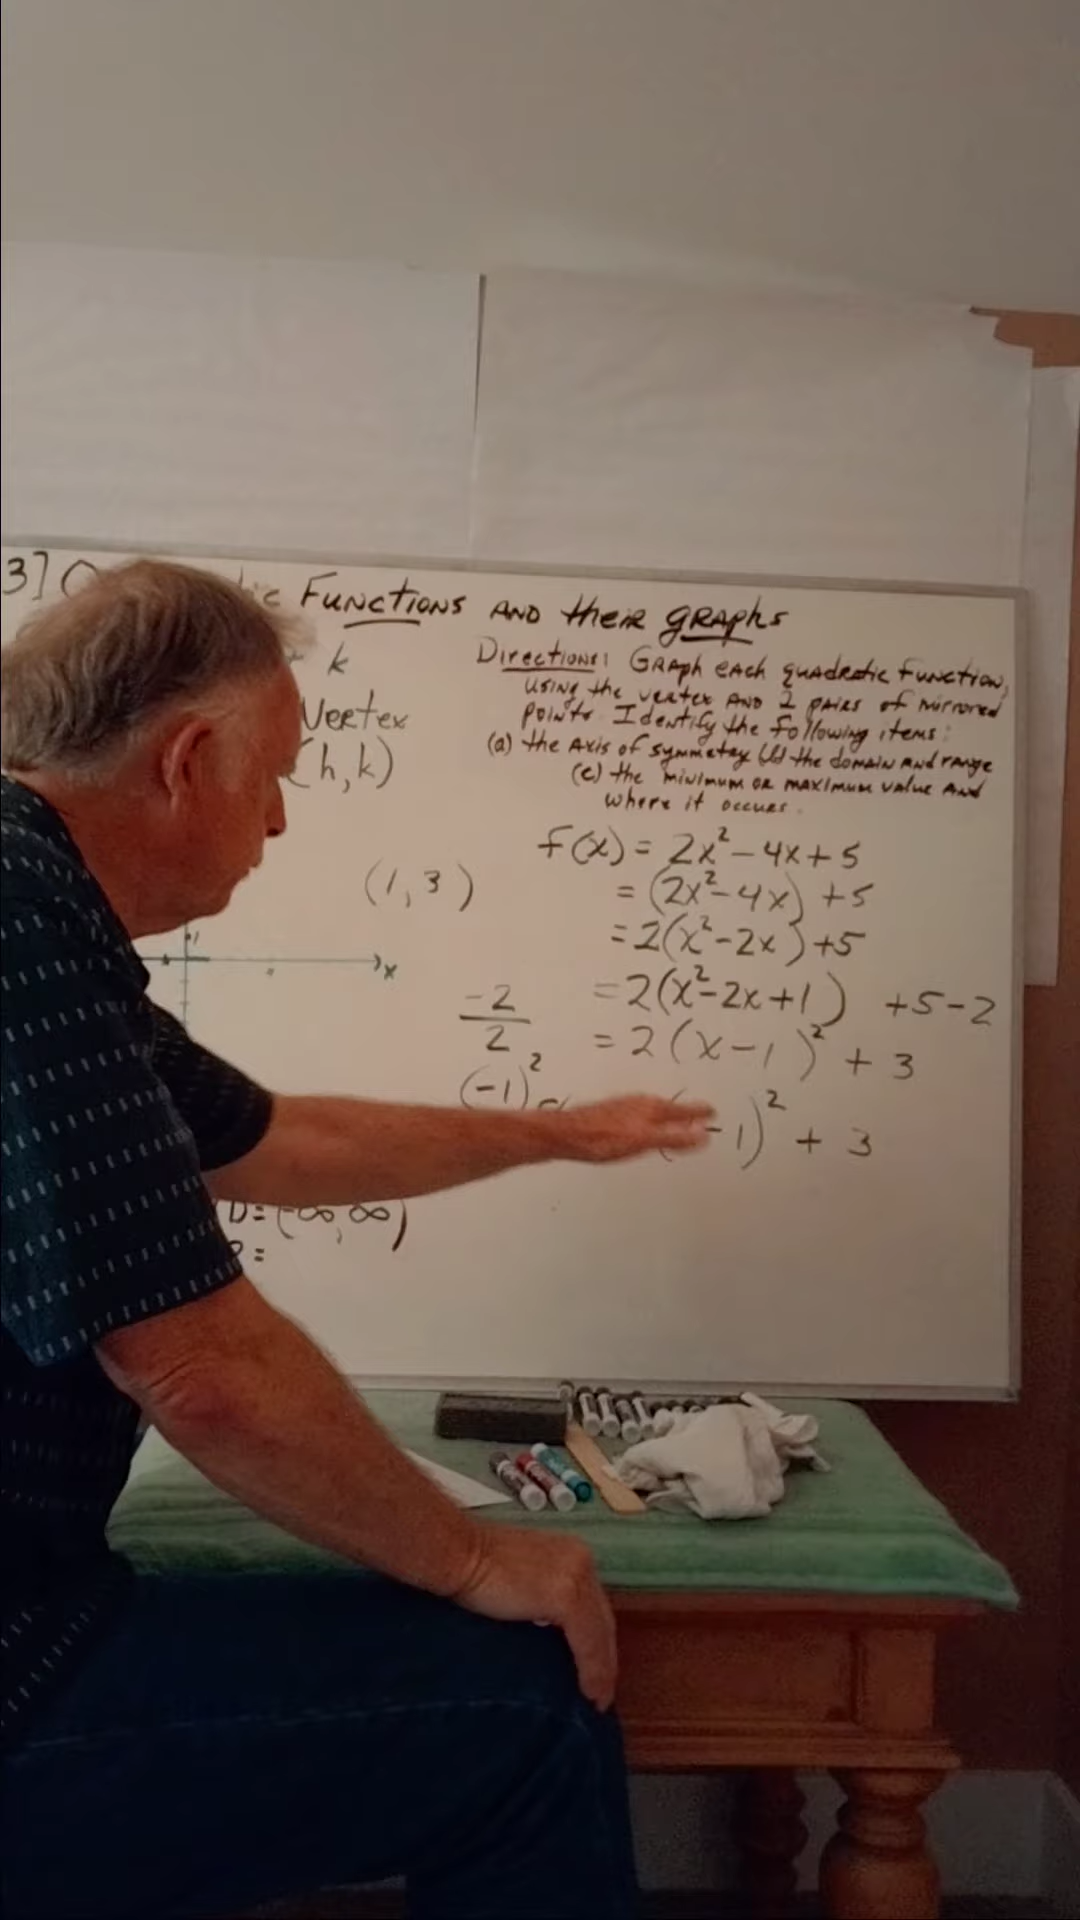 3] Functions AND their graphs
+ k
Vertex
(h, k)
Directions: Graph each quadratic function,
using the vertex AND 2 pairs of mirrored
points. Identify the following items:
(a) the axis of symmetry (b) the domain and range
(c) the minimum or maximum value and
where it occurs.
f(x) = 2x² - 4x + 5
= (2x² - 4x) + 5
= 2(x² - 2x ) + 5
= 2(x² - 2x + 1) + 5 - 2
= 2(x - 1)² + 3
- 1)² + 3
(1, 3)
1
x
-2
2
(-1)²
D = (-∞, ∞)
=